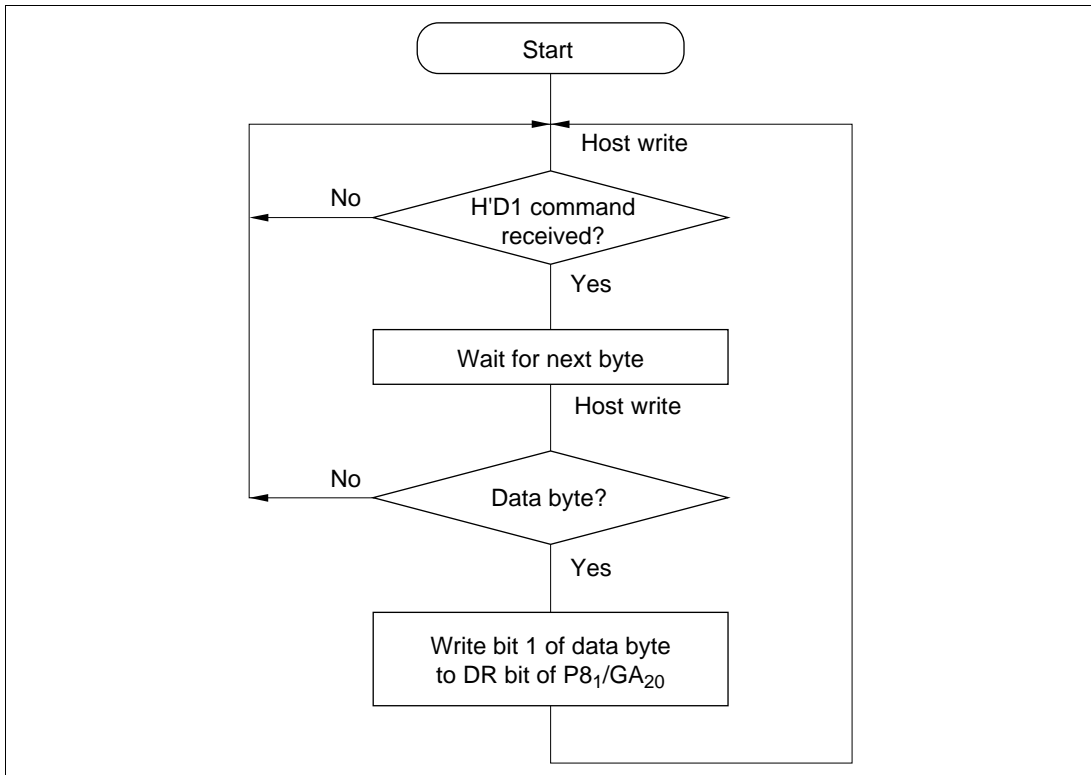 Start
Host write
No
H'D1 command
received?
Yes
Wait for next byte
Host write
No
Data byte?
Yes
Write bit 1 of data byte
to DR bit of P8₁/GA₂₀